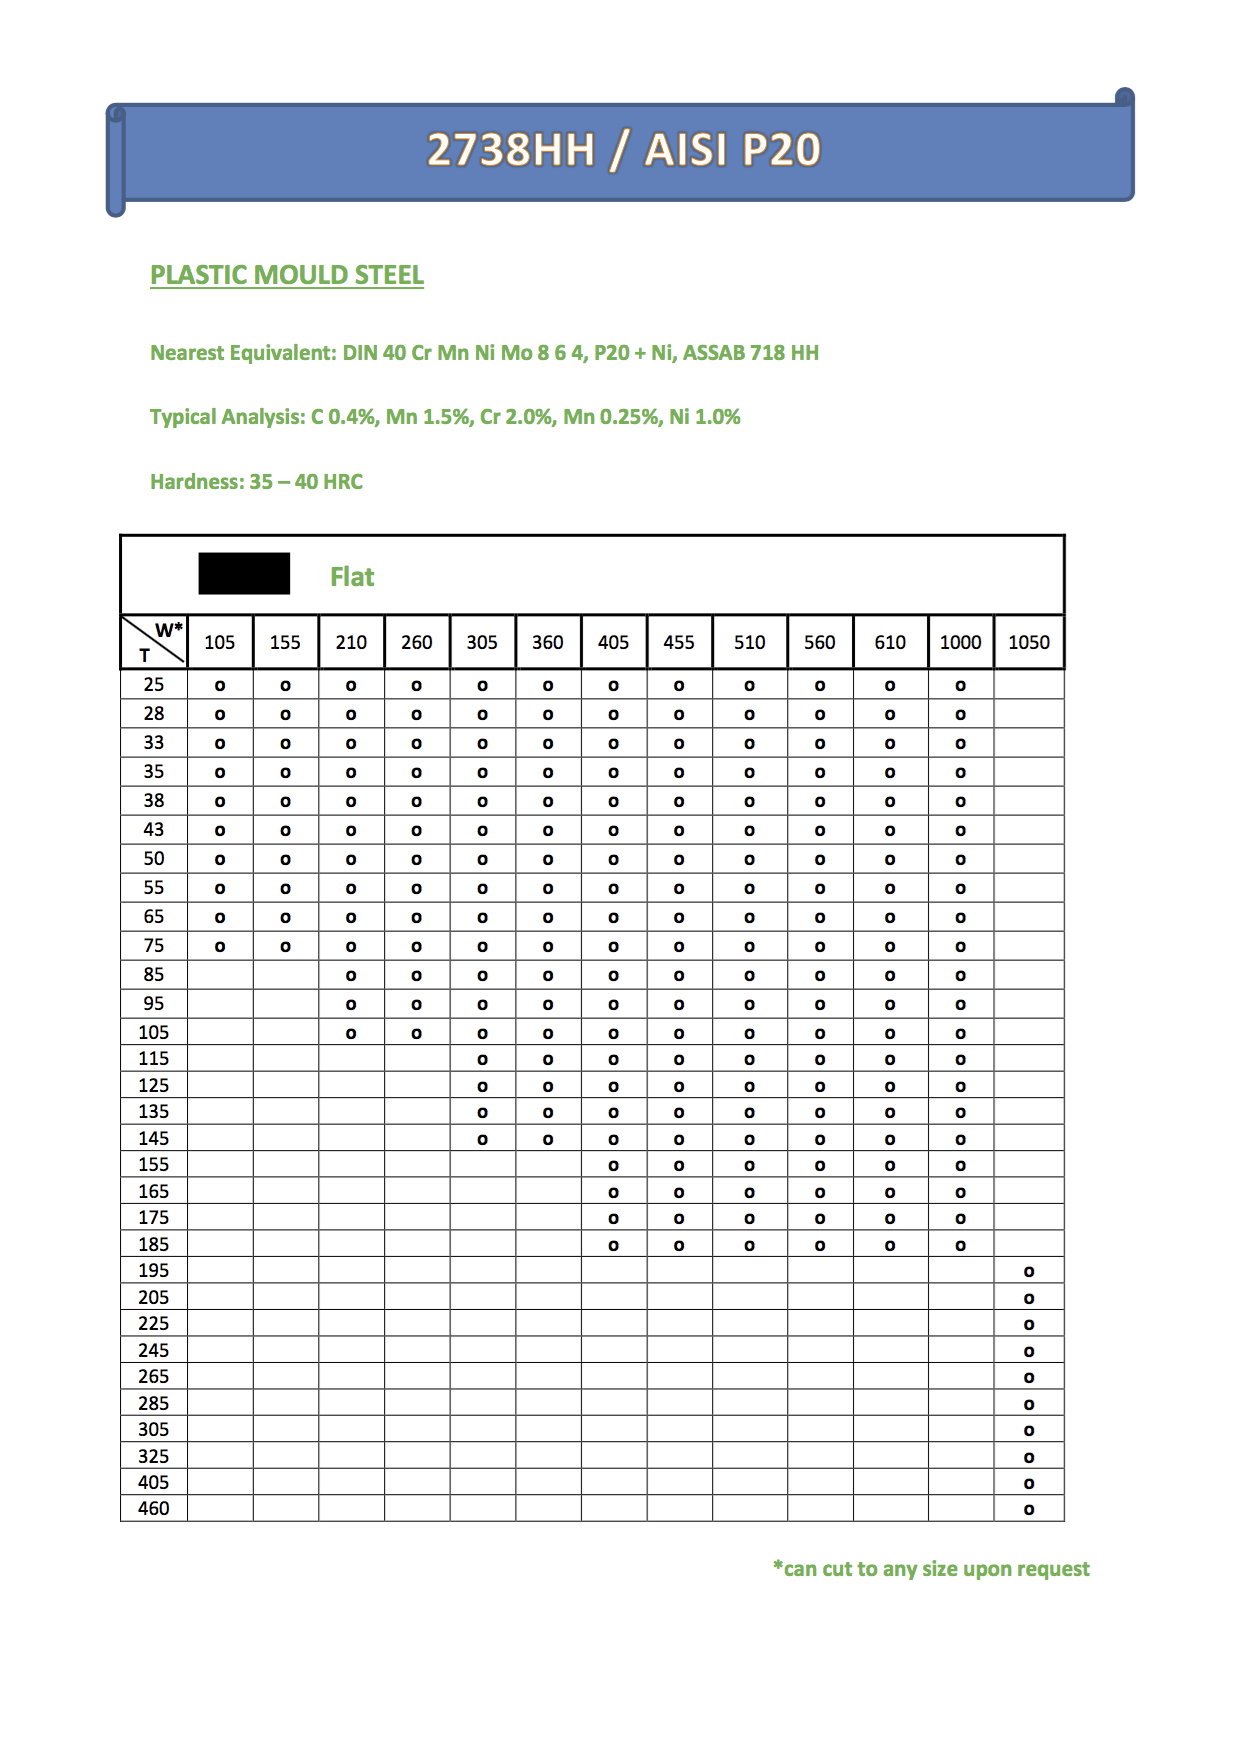 2738HH / AISI P20
PLASTIC MOULD STEEL
Nearest Equivalent: DIN 40 Cr Mn Ni Mo 8 6 4, P20 + Ni, ASSAB 718 HH
Typical Analysis: C 0.4%, Mn 1.5%, Cr 2.0%, Mn 0.25%, Ni 1.0%
Hardness: 35 – 40 HRC
Flat
W* T 105 155 210 260 305 360 405 455 510 560 610 1000 1050
25 o o o o o o o o o o o o
28 o o o o o o o o o o o o
33 o o o o o o o o o o o o
35 o o o o o o o o o o o o
38 o o o o o o o o o o o o
43 o o o o o o o o o o o o
50 o o o o o o o o o o o o
55 o o o o o o o o o o o o
65 o o o o o o o o o o o o
75 o o o o o o o o o o o o
85 o o o o o o o o o o
95 o o o o o o o o o o
105 o o o o o o o o o o
115 o o o o o o o o
125 o o o o o o o o
135 o o o o o o o o
145 o o o o o o o o
155 o o o o o o
165 o o o o o o
175 o o o o o o
185 o o o o o o
195 o
205 o
225 o
245 o
265 o
285 o
305 o
325 o
405 o
460 o
*can cut to any size upon request